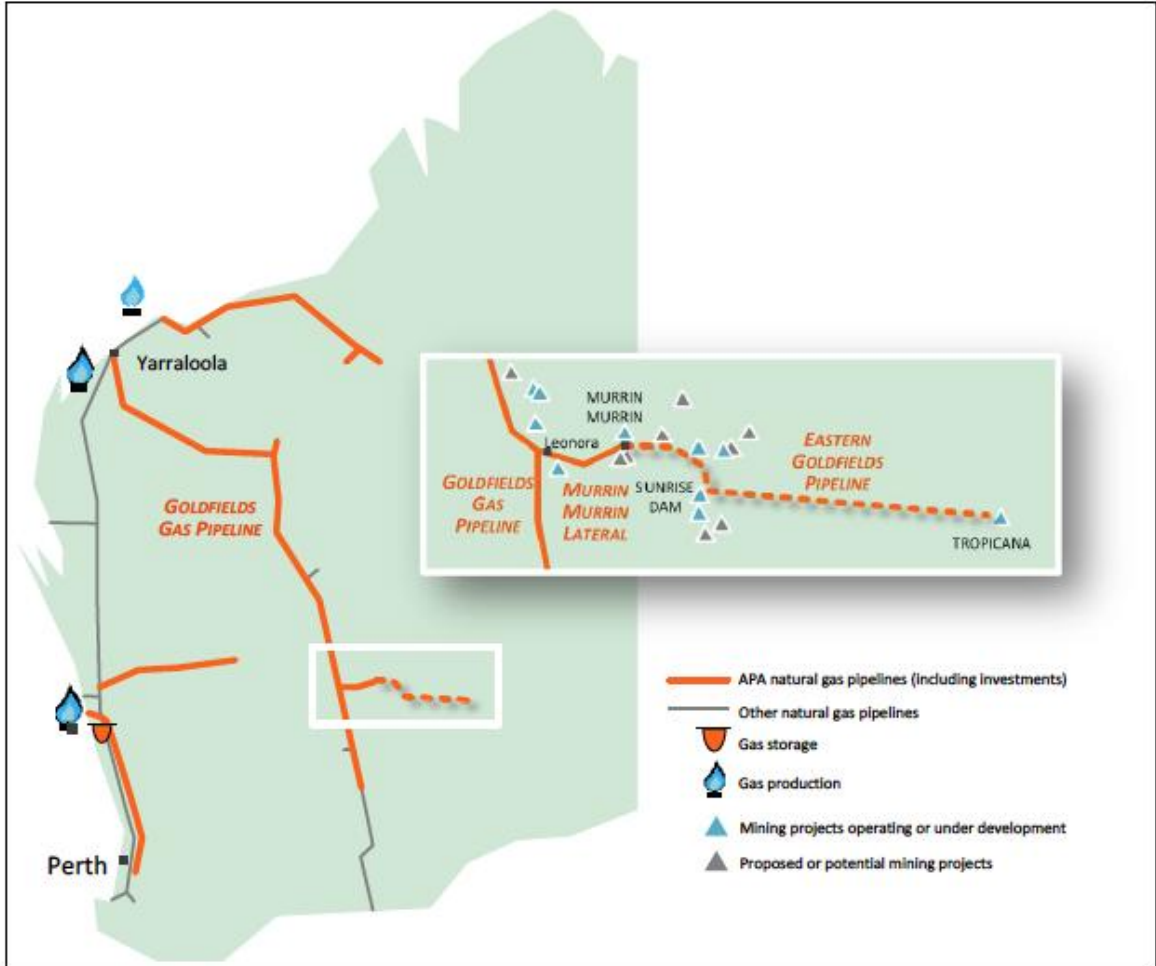 Yarraloola
GOLDFIELDS
GAS PIPELINE
Perth
MURRIN
MURRIN
Leonora
EASTERN
GOLDFIELDS
PIPELINE
GOLDFIELDS
GAS
PIPELINE
MURRIN
MURRIN
LATERAL
SUNRISE
DAM
TROPICANA
APA natural gas pipelines (including investments)
Other natural gas pipelines
Gas storage
Gas production
Mining projects operating or under development
Proposed or potential mining projects